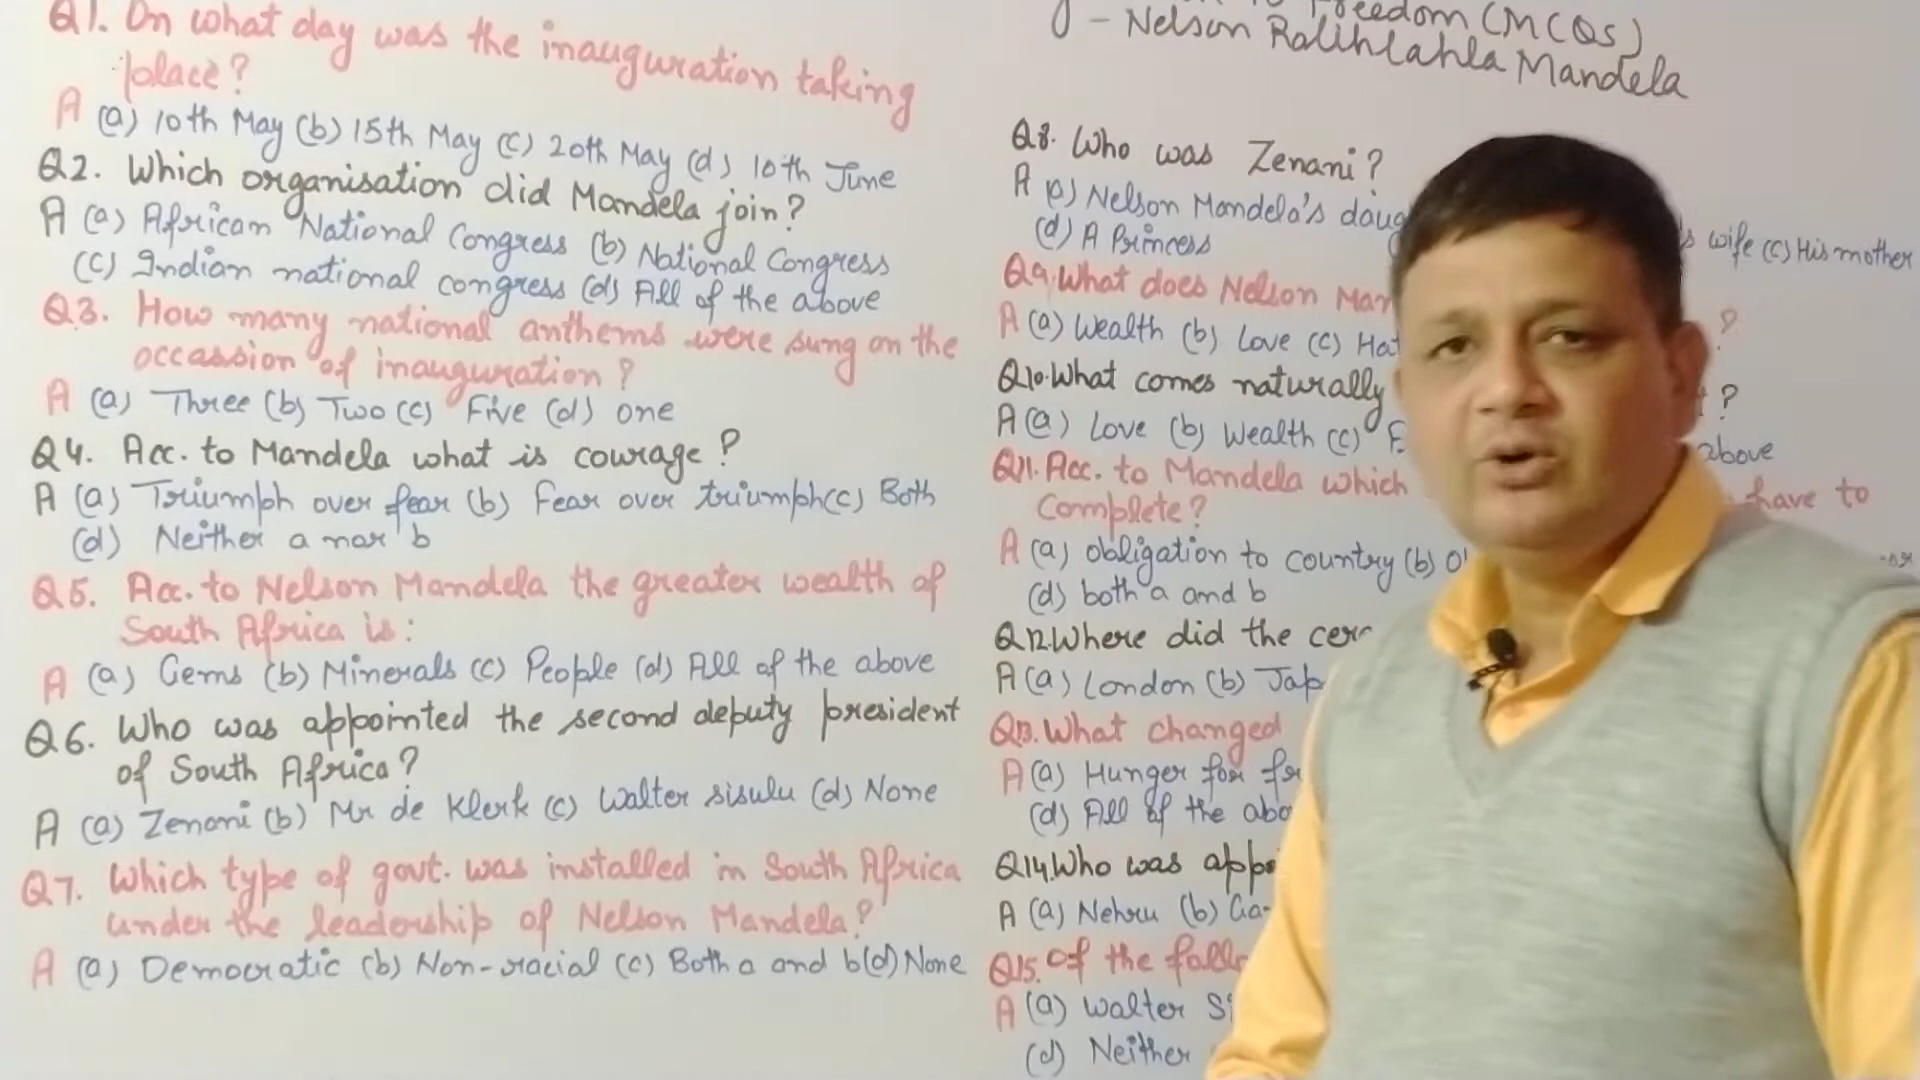 Q1. On what day was the inauguration taking
place?
A (a) 10th May (b) 15th May (c) 20th May (d) 10th June
Q2. Which organisation did Mandela join?
A (a) African National Congress (b) National Congress
(c) Indian national congress (d) All of the above
Q3. How many national anthems were sung on the
occassion of inauguration?
A (a) Three (b) Two (c) Five (d) one
Q4. Acc. to Mandela what is courage?
A (a) Triumph over fear (b) Fear over triumph (c) Both
(d) Neither a nor b
Q5. Acc. to Nelson Mandela the greater wealth of
South Africa is:
A (a) Gems (b) Minerals (c) People (d) All of the above
Q6. Who was appointed the second deputy president
of South Africa?
A (a) Zenani (b) Mr de Klerk (c) Walter sisulu (d) None
Q7. Which type of govt. was installed in South Africa
under the leadership of Nelson Mandela?
A (a) Democratic (b) Non-racial (c) Both a and b (d) None
Freedom (MCQS)
- Nelson Rolihlahla Mandela
Q8. Who was Zenani?
A (a) Nelson Mandela's wife (c) His mother
(d) A Princess
Q9. What does Nelson ?
A (a) Wealth (b) Love (c)
Q10. What comes naturally ?
A (a) Love (b) Wealth (c) above
Q11. Acc. to Mandela which have to
Complete?
A (a) obligation to country (b)
(d) both a and b
Q12. Where did the
A (a) London (b)
Q13. What changed
A (a) Hunger for
(d) All of the
Q14. Who was
A (a) Nehru (b)
Q15. Of the
A (a) Walter
(d) Neither